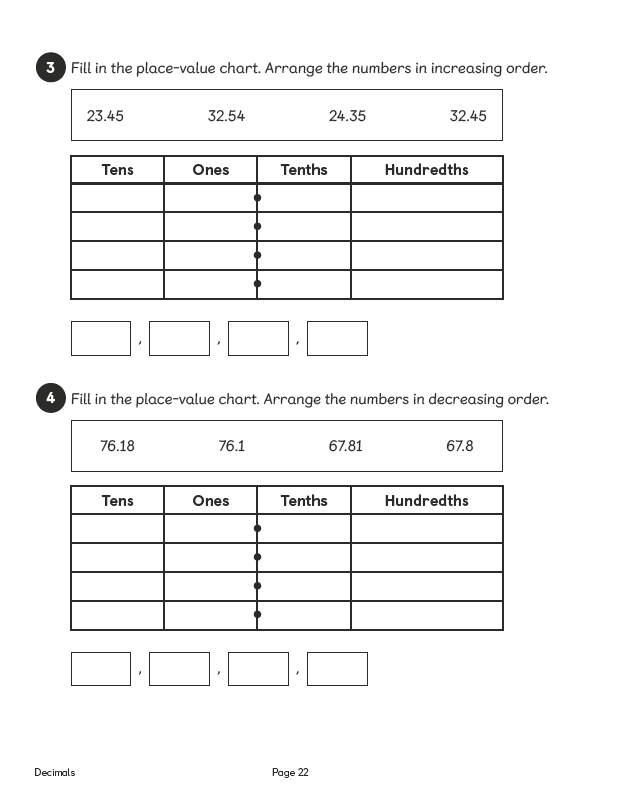 3 Fill in the place-value chart. Arrange the numbers in increasing order.
23.45 32.54 24.35 32.45
Tens Ones Tenths Hundredths
, , ,
4 Fill in the place-value chart. Arrange the numbers in decreasing order.
76.18 76.1 67.81 67.8
Tens Ones Tenths Hundredths
, , ,
Decimals Page 22